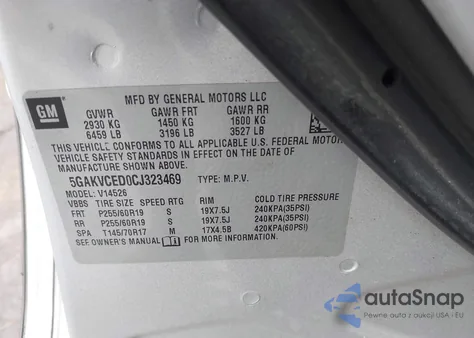 GM
MFD BY GENERAL MOTORS LLC
GVWR GAWR FRT GAWR RR
2930 KG 1450 KG 1600 KG
6459 LB 3196 LB 3527 LB
THIS VEHICLE CONFORMS TO ALL APPLICABLE U.S. FEDERAL MOTOR
VEHICLE SAFETY STANDARDS IN EFFECT ON THE DATE OF
MANUFACTURE SHOWN ABOVE.
5GAKVCED0CJ323469 TYPE: M.P.V.
MODEL: V14526
VBBS TIRE SIZE SPEED RTG RIM COLD TIRE PRESSURE
FRT P255/60R19 S 19X7.5J 240KPA(35PSI)
RR P255/60R19 S 19X7.5J 240KPA(35PSI)
SPA T145/70R17 M 17X4.5B 420KPA(60PSI)
SEE OWNER'S MANUAL FOR MORE INFORMATION.
autoSnap
Pewne auta z aukcji USA i EU